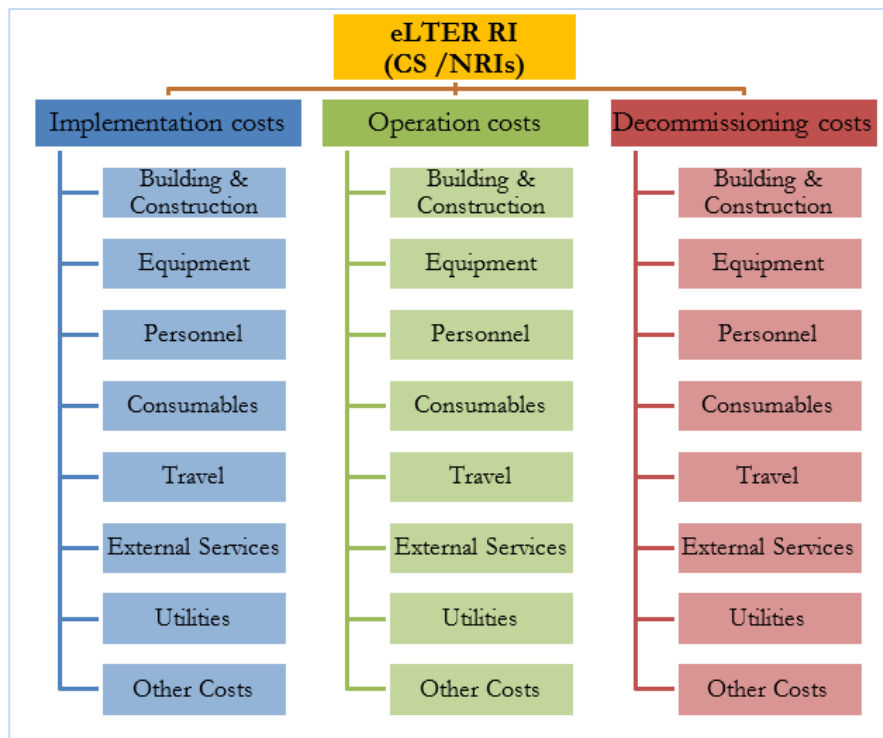 eLTER RI
(CS /NRIs)
Implementation costs
Building &
Construction
Equipment
Personnel
Consumables
Travel
External Services
Utilities
Other Costs
Operation costs
Building &
Construction
Equipment
Personnel
Consumables
Travel
External Services
Utilities
Other Costs
Decommissioning costs
Building &
Construction
Equipment
Personnel
Consumables
Travel
External Services
Utilities
Other Costs